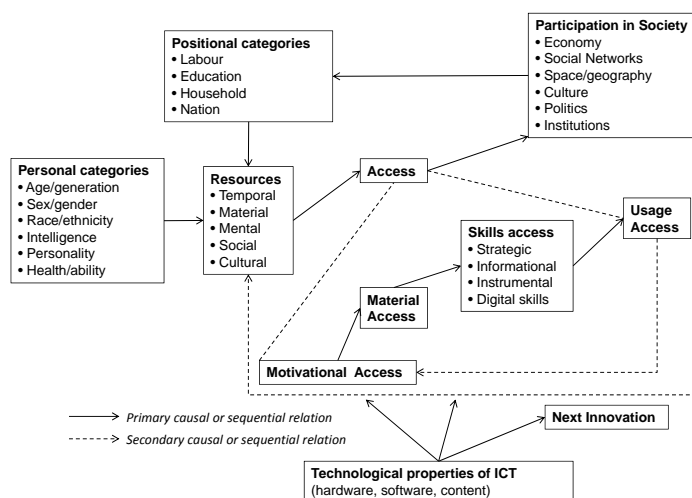 Positional categories
• Labour
• Education
• Household
• Nation
Participation in Society
• Economy
• Social Networks
• Space/geography
• Culture
• Politics
• Institutions
Personal categories
• Age/generation
• Sex/gender
• Race/ethnicity
• Intelligence
• Personality
• Health/ability
Resources
• Temporal
• Material
• Mental
• Social
• Cultural
Access
Usage
Access
Skills access
• Strategic
• Informational
• Instrumental
• Digital skills
Material
Access
Motivational Access
Primary causal or sequential relation
Secondary causal or sequential relation
Next Innovation
Technological properties of ICT
(hardware, software, content)